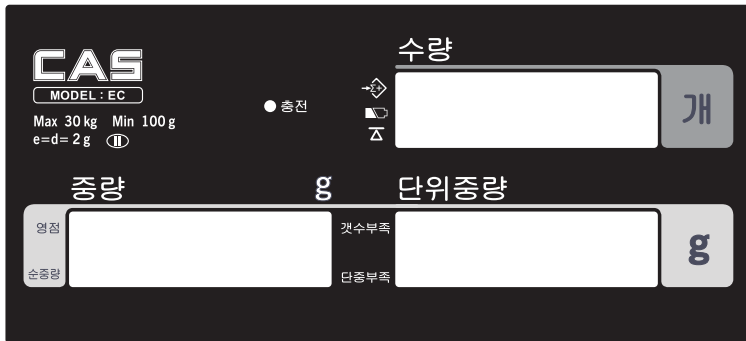 CAS
MODEL : EC
Max 30 kg Min 100 g
e=d= 2 g II
충전
수량
Σ+
개
중량 g
단위중량
영점
순중량
갯수부족
단중부족
g